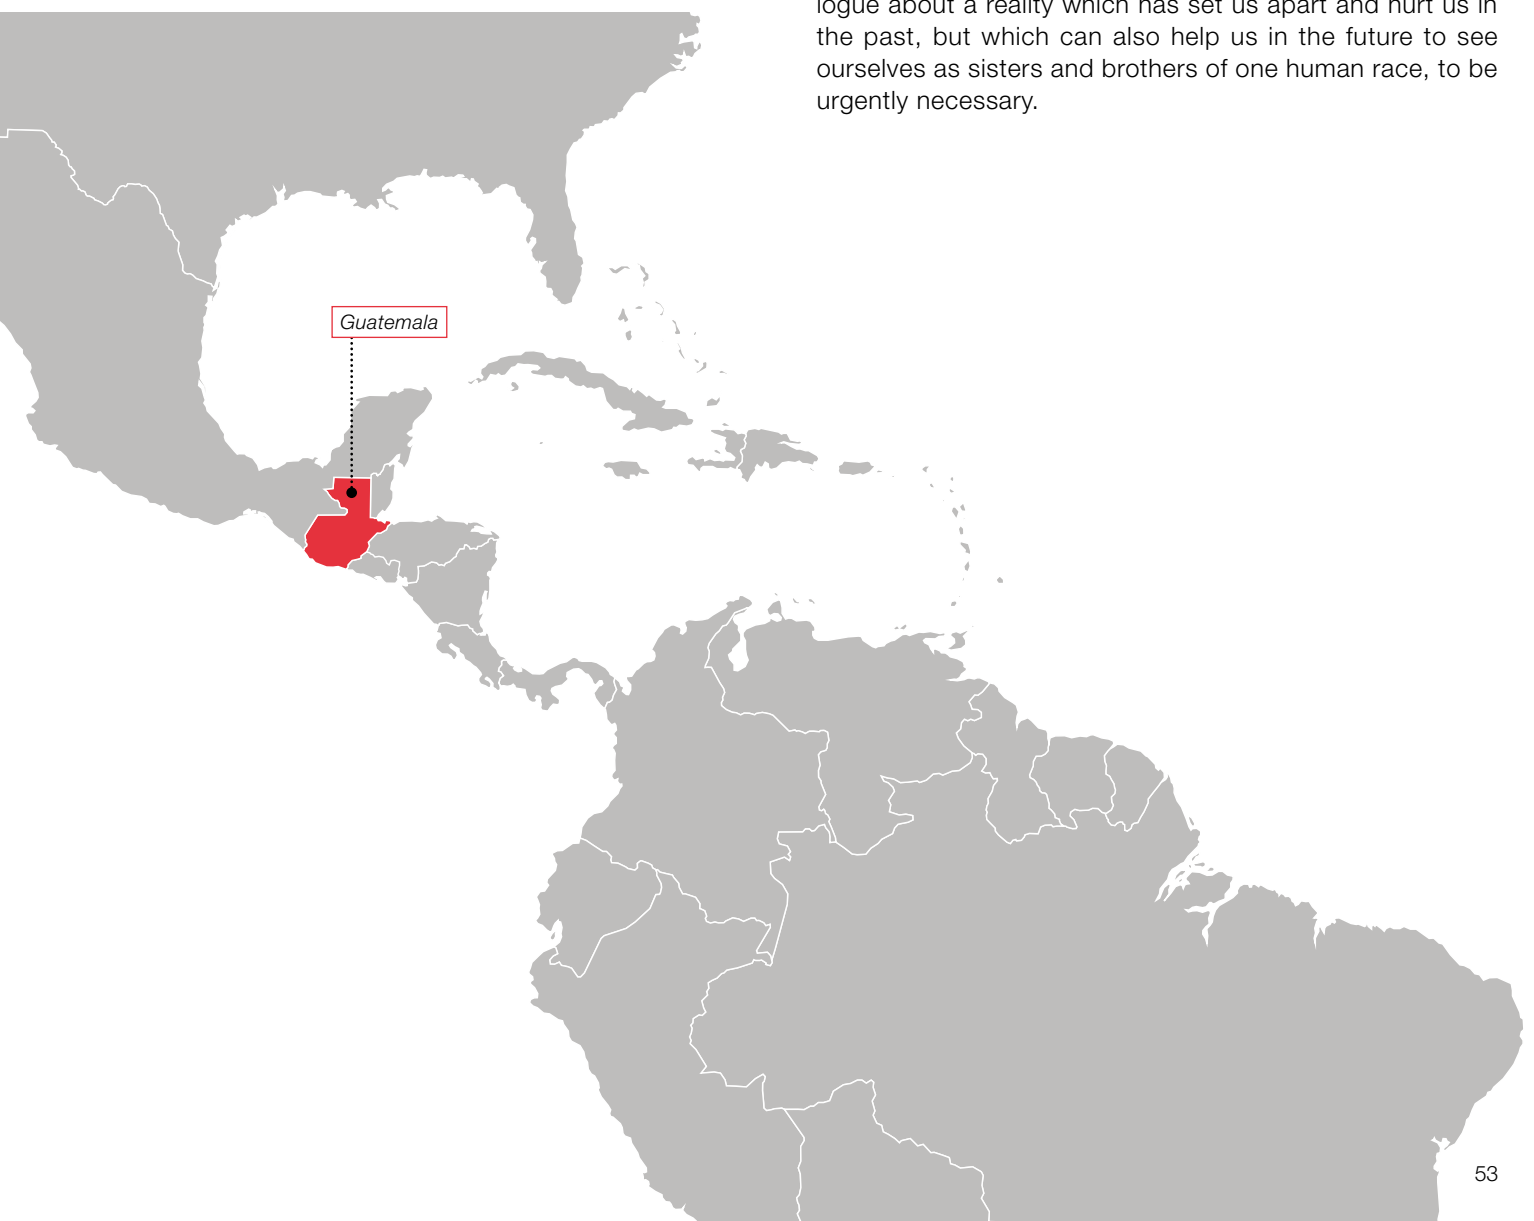 logue about a reality which has set us apart and hurt us in
the past, but which can also help us in the future to see
ourselves as sisters and brothers of one human race, to be
urgently necessary.
Guatemala
53